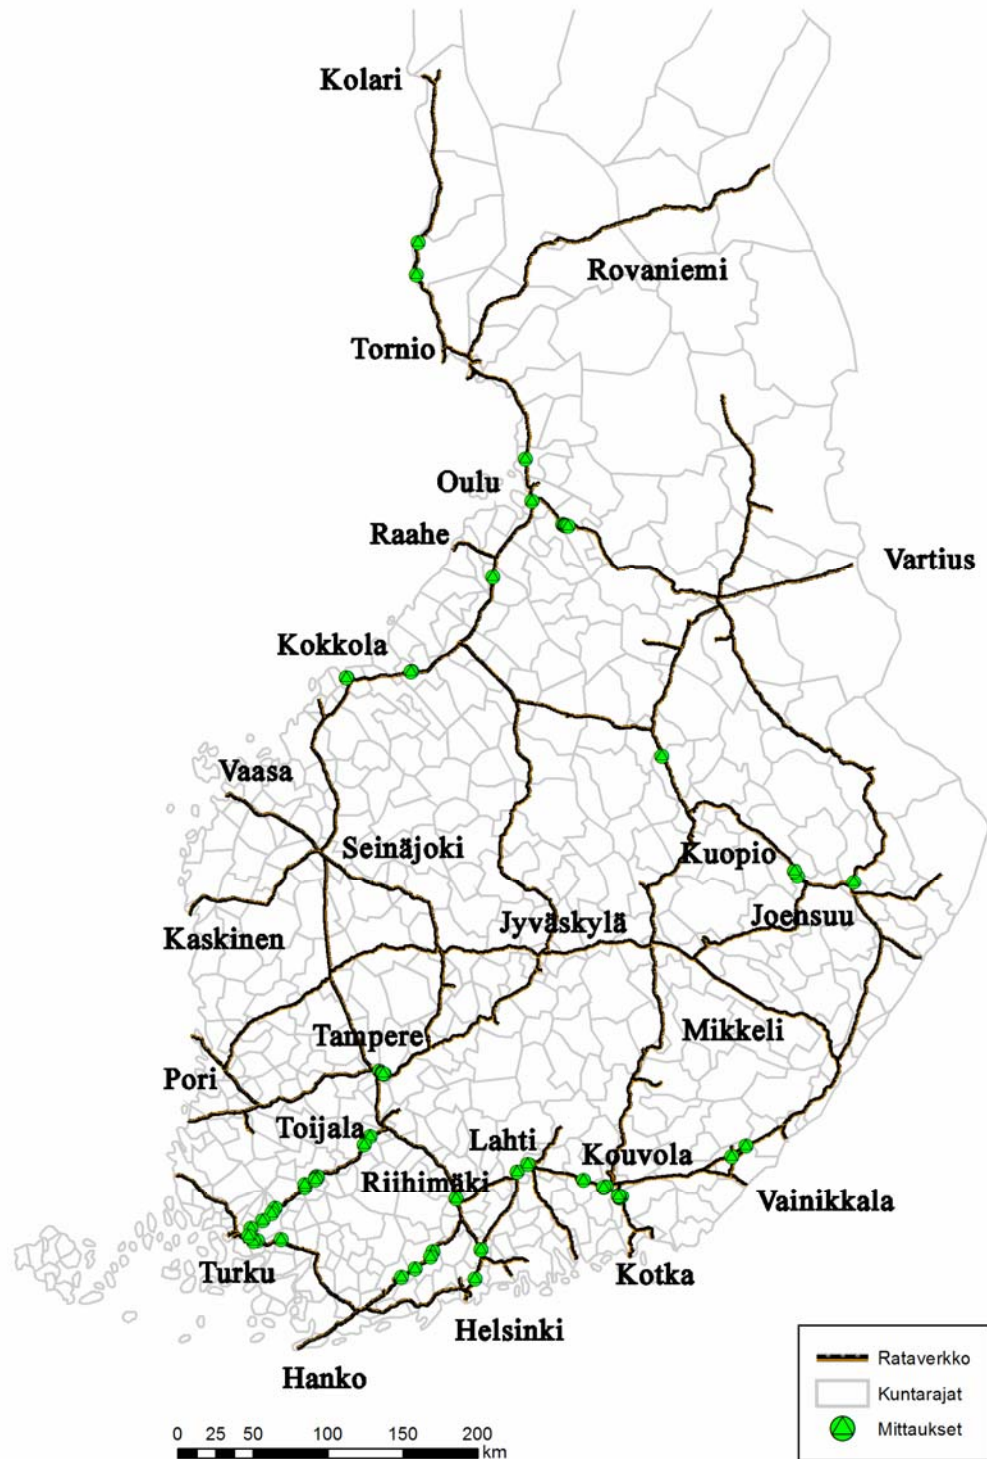 Kolari
Rovaniemi
Tornio
Oulu
Raahe
Vartius
Kokkola
Vaasa
Seinäjoki
Kuopio
Kaskinen
Jyväskylä
Joensuu
Tampere
Mikkeli
Pori
Toijala
Lahti
Kouvola
Riihimäki
Vainikkala
Turku
Kotka
Helsinki
Hanko
Rataverkko
Kuntarajat
Mittaukset
0 25 50 100 150 200
km